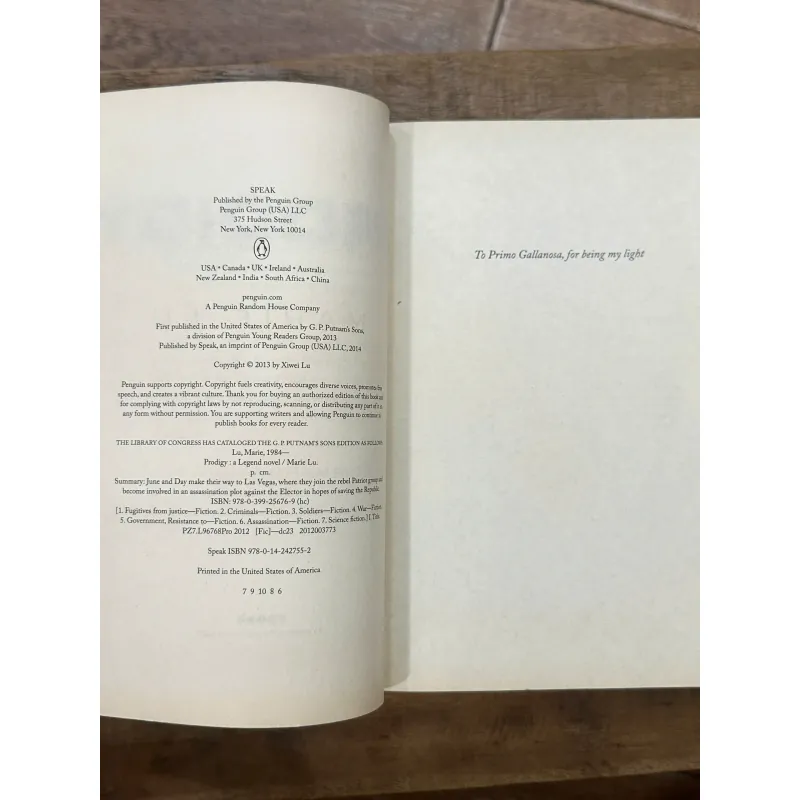 SPEAK
Published by the Penguin Group
Penguin Group (USA) LLC
375 Hudson Street
New York, New York 10014
USA • Canada • UK • Ireland • Australia
New Zealand • India • South Africa • China
penguin.com
A Penguin Random House Company
First published in the United States of America by G. P. Putnam's Sons,
a division of Penguin Young Readers Group, 2013
Published by Speak, an imprint of Penguin Group (USA) LLC, 2014
Copyright © 2013 by Xiwei Lu
Penguin supports copyright. Copyright fuels creativity, encourages diverse voices, promotes
speech, and creates a vibrant culture. Thank you for buying an authorized edition of this book
for complying with copyright laws by not reproducing, scanning, or distributing any part of it
any form without permission. You are supporting writers and allowing Penguin to continue
publish books for every reader.
THE LIBRARY OF CONGRESS HAS CATALOGED THE G. P. PUTNAM'S SONS EDITION AS FOLLOWS
Lu, Marie, 1984—
Prodigy : a Legend novel / Marie Lu.
p. cm.
Summary: June and Day make their way to Las Vegas, where they join the rebel Patriot group
become involved in an assassination plot against the Elector in hopes of saving the Republic.
ISBN: 978-0-399-25676-9 (hc)
[1. Fugitives from justice—Fiction. 2. Criminals—Fiction. 3. Soldiers—Fiction. 4. War—Fiction.
5. Government, Resistance to—Fiction. 6. Assassination—Fiction. 7. Science fiction.] I. Title.
PZ7.L96768Pro 2012 [Fic]—dc23 2012003773
Speak ISBN 978-0-14-242755-2
Printed in the United States of America
7 9 10 8 6
To Primo Gallanosa, for being my light